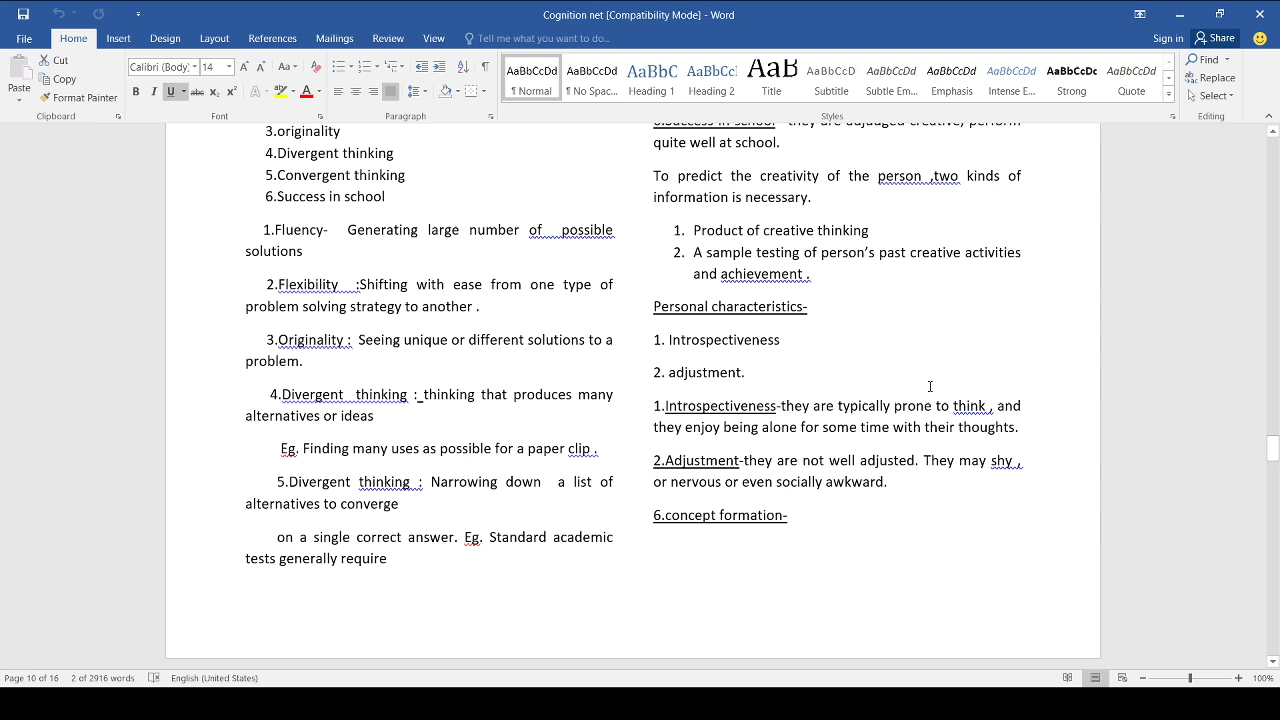 Cognition net [Compatibility Mode] - Word
File Home Insert Design Layout References Mailings Review View Tell me what you want to do... Sign in Share
Cut
Copy
Format Painter
Paste
Clipboard
Calibri (Body) 14
Font
Paragraph
AaBbCcDd AaBbCcDd AaBbC AaBbCc AaB AaBbCcDd AaBbCcDd AaBbCcDd AaBbCcDd AaBbCcDc AaBbCcDd
¶ Normal ¶ No Spac... Heading 1 Heading 2 Title Subtitle Subtle Em... Emphasis Intense E... Strong Quote
Styles
Find
Replace
Select
Editing
3.originality
4.Divergent thinking
5.Convergent thinking
6.Success in school
1.Fluency- Generating large number of possible
solutions
2.Flexibility :Shifting with ease from one type of
problem solving strategy to another .
3.Originality : Seeing unique or different solutions to a
problem.
4.Divergent thinking : thinking that produces many
alternatives or ideas
Eg. Finding many uses as possible for a paper clip .
5.Divergent thinking : Narrowing down a list of
alternatives to converge
on a single correct answer. Eg. Standard academic
tests generally require
6.Success in school- they are adjudged creative, perform
quite well at school.
To predict the creativity of the person ,two kinds of
information is necessary.
1. Product of creative thinking
2. A sample testing of person's past creative activities
and achievement .
Personal characteristics-
1. Introspectiveness
2. adjustment.
1.Introspectiveness-they are typically prone to think , and
they enjoy being alone for some time with their thoughts.
2.Adjustment-they are not well adjusted. They may shy ,
or nervous or even socially awkward.
6.concept formation-
Page 10 of 16 2 of 2916 words English (United States) 100%